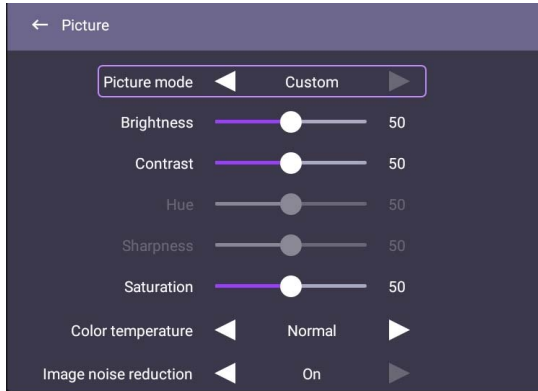 Picture
Picture mode Custom
Brightness 50
Contrast 50
Hue 50
Sharpness 50
Saturation 50
Color temperature Normal
Image noise reduction On